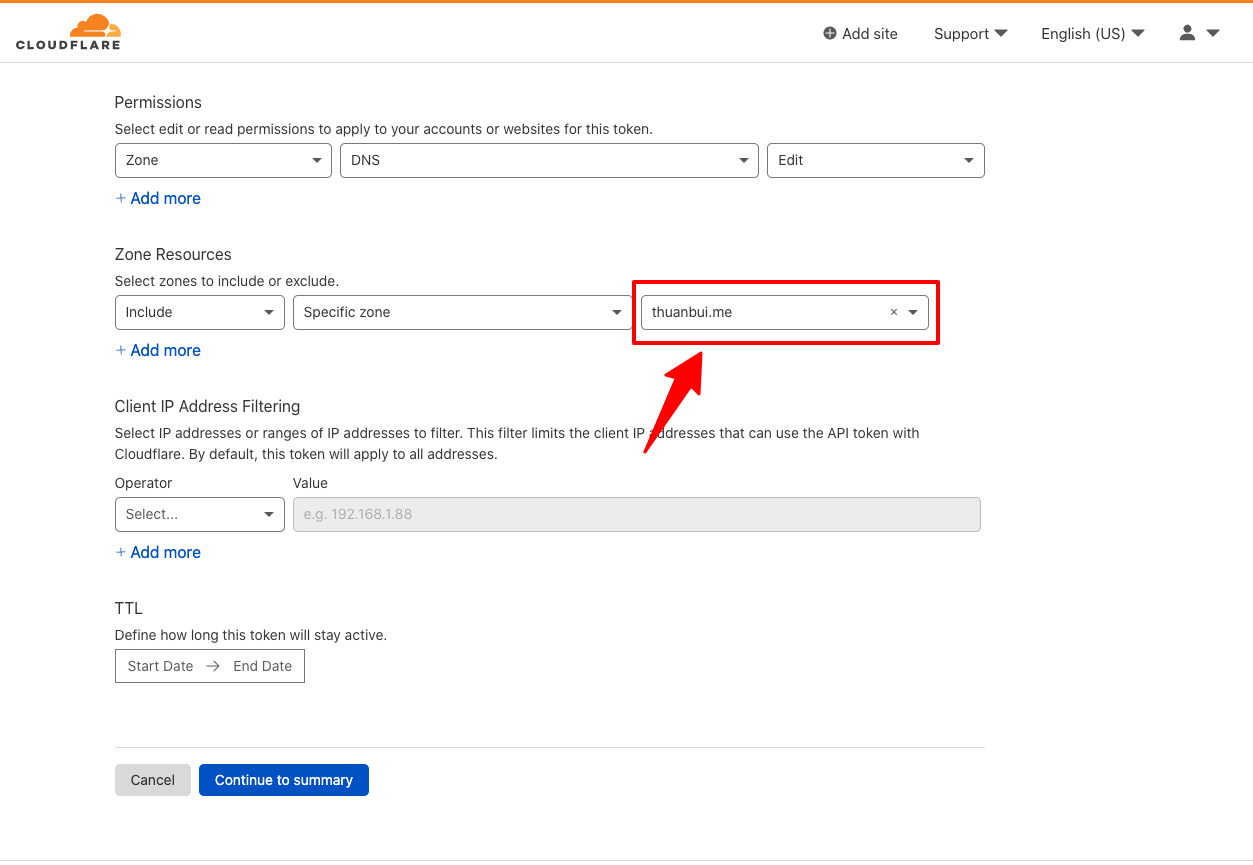 CLOUDFLARE
Add site
Support
English (US)
Permissions
Select edit or read permissions to apply to your accounts or websites for this token.
Zone
DNS
Edit
+ Add more
Zone Resources
Select zones to include or exclude.
Include
Specific zone
thuanbui.me ×
+ Add more
Client IP Address Filtering
Select IP addresses or ranges of IP addresses to filter. This filter limits the client IP addresses that can use the API token with
Cloudflare. By default, this token will apply to all addresses.
Operator
Value
Select...
e.g. 192.168.1.88
+ Add more
TTL
Define how long this token will stay active.
Start Date → End Date
Cancel
Continue to summary